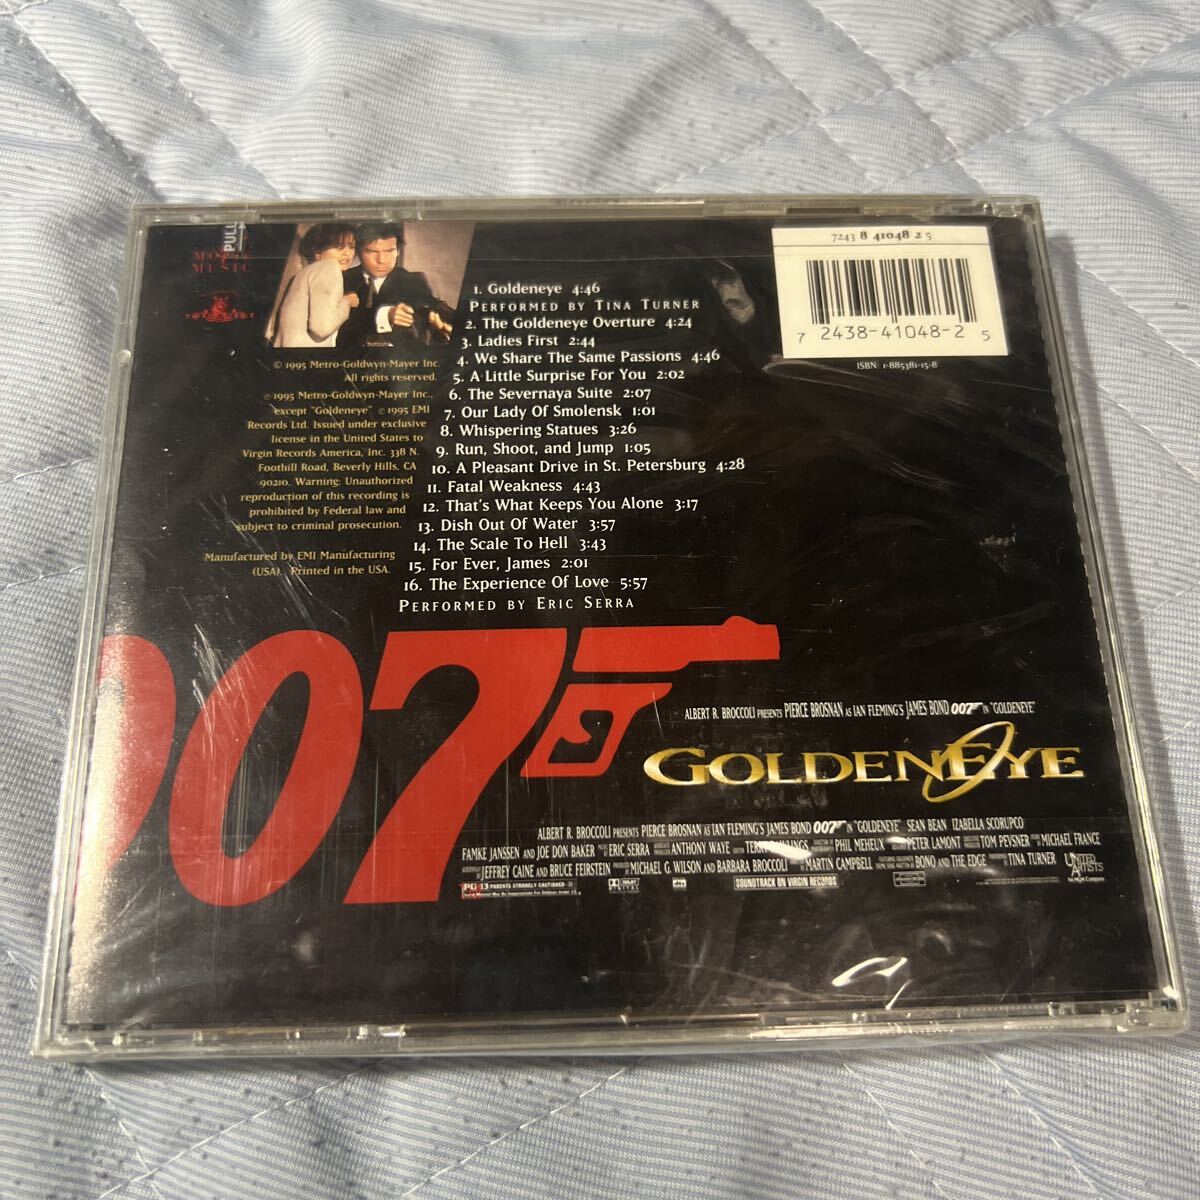 PULL
MUSIC
1. Goldeneye 4:46
PERFORMED BY TINA TURNER
2. The Goldeneye Overture 4:24
3. Ladies First 2:44
4. We Share The Same Passions 4:46
5. A Little Surprise For You 2:02
6. The Severnaya Suite 2:07
7. Our Lady Of Smolensk 1:01
8. Whispering Statues 3:26
9. Run, Shoot, and Jump 1:05
10. A Pleasant Drive in St. Petersburg 4:28
11. Fatal Weakness 4:43
12. That's What Keeps You Alone 3:17
13. Dish Out Of Water 3:57
14. The Scale To Hell 3:43
15. For Ever, James 2:01
16. The Experience Of Love 5:57
PERFORMED BY ERIC SERRA
© 1995 Metro-Goldwyn-Mayer Inc.
All rights reserved.
℗ 1995 Metro-Goldwyn-Mayer Inc.,
except "Goldeneye" ℗ 1995 EMI
Records Ltd. Issued under exclusive
license in the United States to
Virgin Records America, Inc. 338 N.
Foothill Road, Beverly Hills, CA
90210. Warning: Unauthorized
reproduction of this recording is
prohibited by Federal law and
subject to criminal prosecution.
Manufactured by EMI Manufacturing
(USA). Printed in the USA.
7243 8 41048 2 5
7 2438-41048-2 5
ISBN: 1-885381-15-8
007
ALBERT R. BROCCOLI PRESENTS PIERCE BROSNAN AS IAN FLEMING'S JAMES BOND 007 IN "GOLDENEYE"
GOLDENEYE
ALBERT R. BROCCOLI PRESENTS PIERCE BROSNAN AS IAN FLEMING'S JAMES BOND 007 IN "GOLDENEYE" SEAN BEAN IZABELLA SCORUPCO
FAMKE JANSSEN AND JOE DON BAKER ERIC SERRA ANTHONY WAYE PHIL MEHEUX PETER LAMONT TOM PEVSNER MICHAEL FRANCE
JEFFREY CAINE AND BRUCE FEIRSTEIN MICHAEL G. WILSON AND BARBARA BROCCOLI MARTIN CAMPBELL BONO AND THE EDGE TINA TURNER
UNITED ARTISTS
PG-13 PARENTS STRONGLY CAUTIONED
DOLBY DIGITAL
dts
SOUNDTRACK ON VIRGIN RECORDS